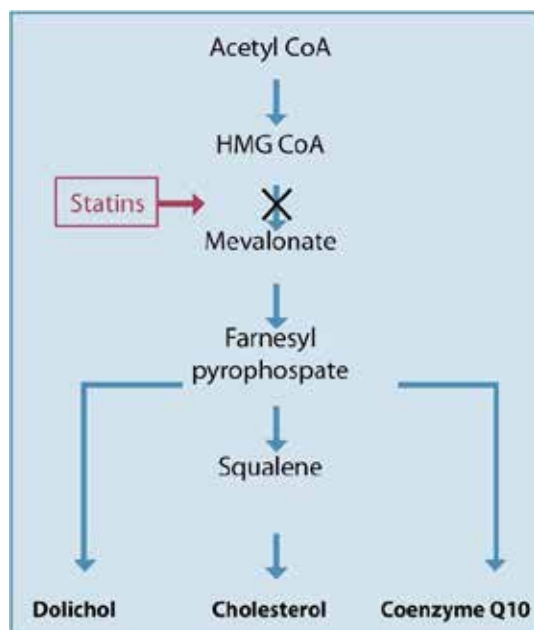 Acetyl CoA
HMG CoA
Statins
Mevalonate
Farnesyl
pyrophospate
Squalene
Dolichol Cholesterol Coenzyme Q10